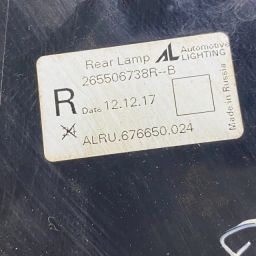 Rear Lamp AL Automotive LIGHTING
265506738R--B
R Date 12.12.17
ALRU.676650.024
Made in Russia